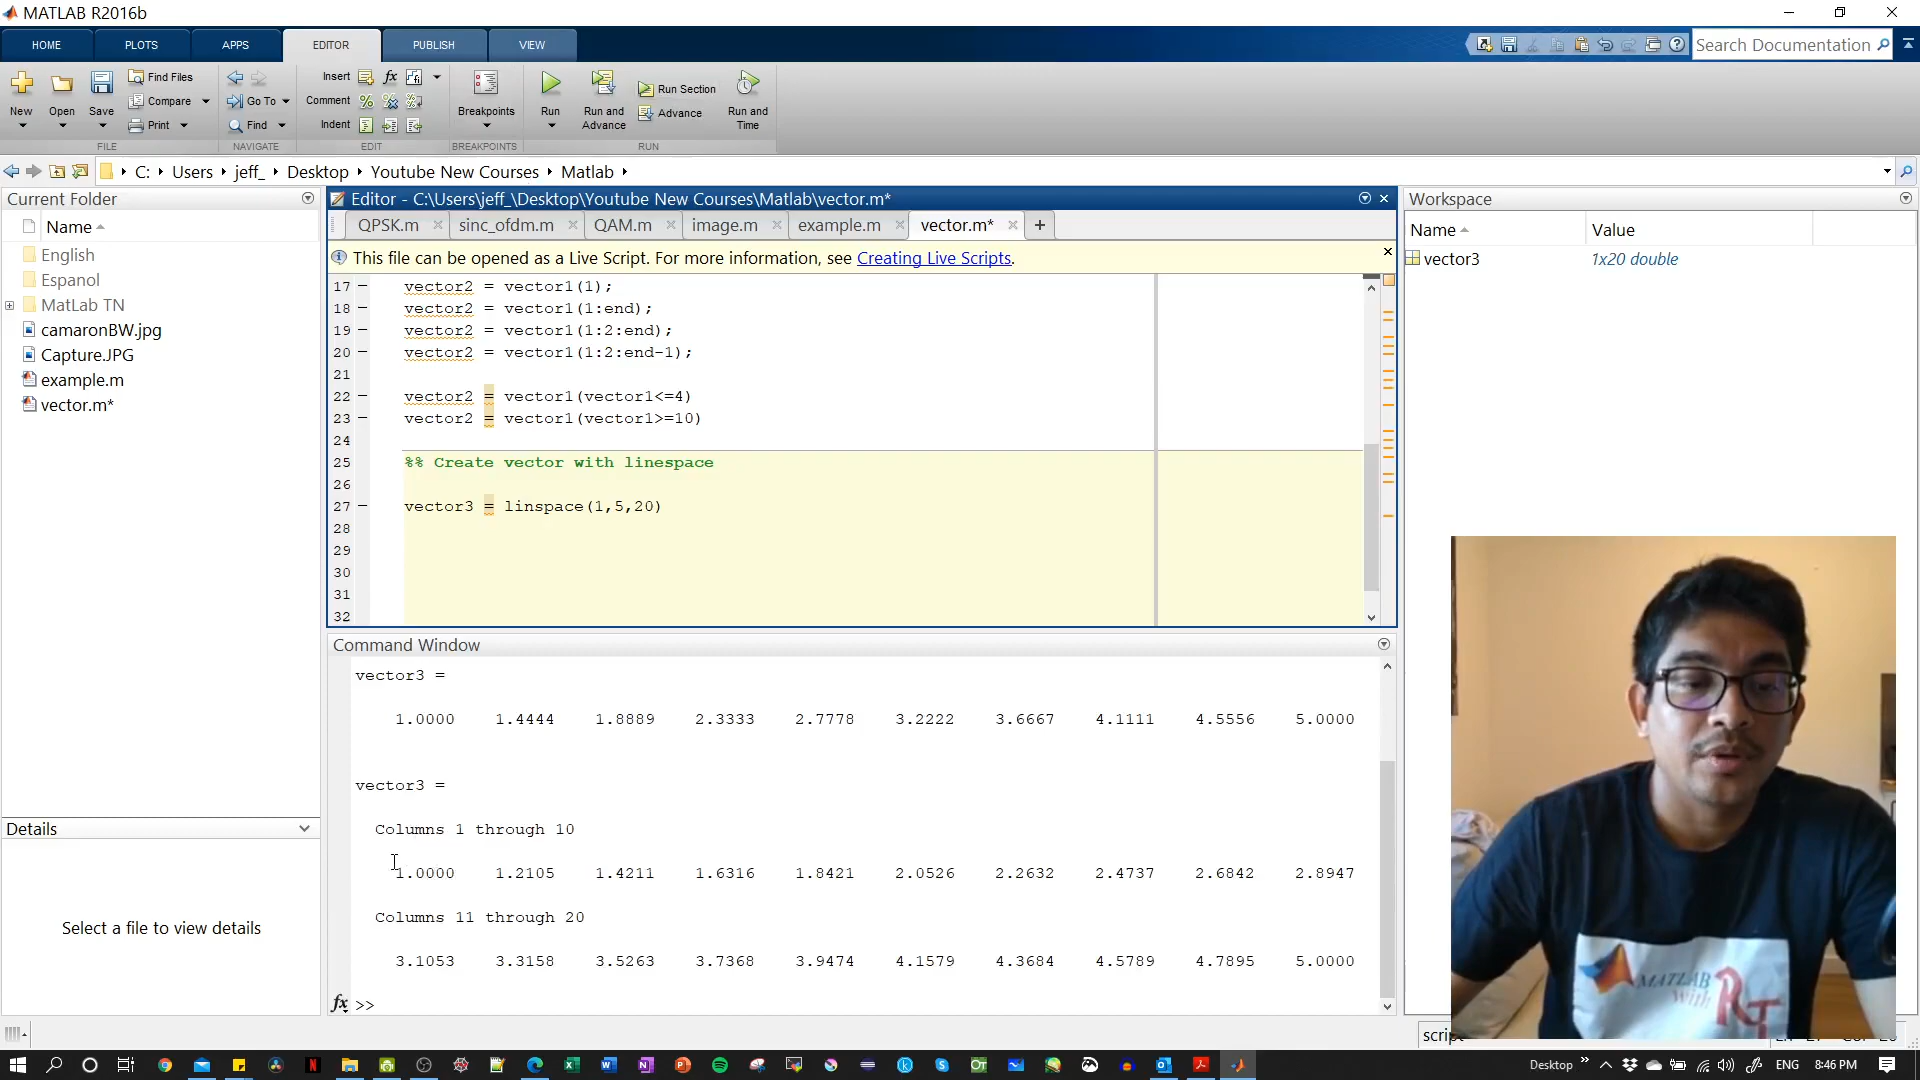 MATLAB R2016b
HOME PLOTS APPS EDITOR PUBLISH VIEW
Search Documentation
New Open Save Find Files Compare Print
Go To Find
Insert fx
Comment
Indent
Breakpoints
Run Run and Advance Run Section Advance Run and Time
FILE NAVIGATE EDIT BREAKPOINTS RUN
C: Users jeff_ Desktop Youtube New Courses Matlab
Current Folder
Name
English
Espanol
MatLab TN
camaronBW.jpg
Capture.JPG
example.m
vector.m*
Details
Select a file to view details
Editor - C:\Users\jeff_\Desktop\Youtube New Courses\Matlab\vector.m*
QPSK.m sinc_ofdm.m QAM.m image.m example.m vector.m* +
This file can be opened as a Live Script. For more information, see Creating Live Scripts.
17 vector2 = vector1(1);
18 vector2 = vector1(1:end);
19 vector2 = vector1(1:2:end);
20 vector2 = vector1(1:2:end-1);
21
22 vector2 = vector1(vector1<=4)
23 vector2 = vector1(vector1>=10)
24
25 %% Create vector with linespace
26
27 vector3 = linspace(1,5,20)
28
29
30
31
32
Command Window
vector3 =
1.0000 1.4444 1.8889 2.3333 2.7778 3.2222 3.6667 4.1111 4.5556 5.0000
vector3 =
Columns 1 through 10
1.0000 1.2105 1.4211 1.6316 1.8421 2.0526 2.2632 2.4737 2.6842 2.8947
Columns 11 through 20
3.1053 3.3158 3.5263 3.7368 3.9474 4.1579 4.3684 4.5789 4.7895 5.0000
fx >>
Workspace
Name Value
vector3 1x20 double
MATLAB
with RT
script
Desktop ENG 8:46 PM